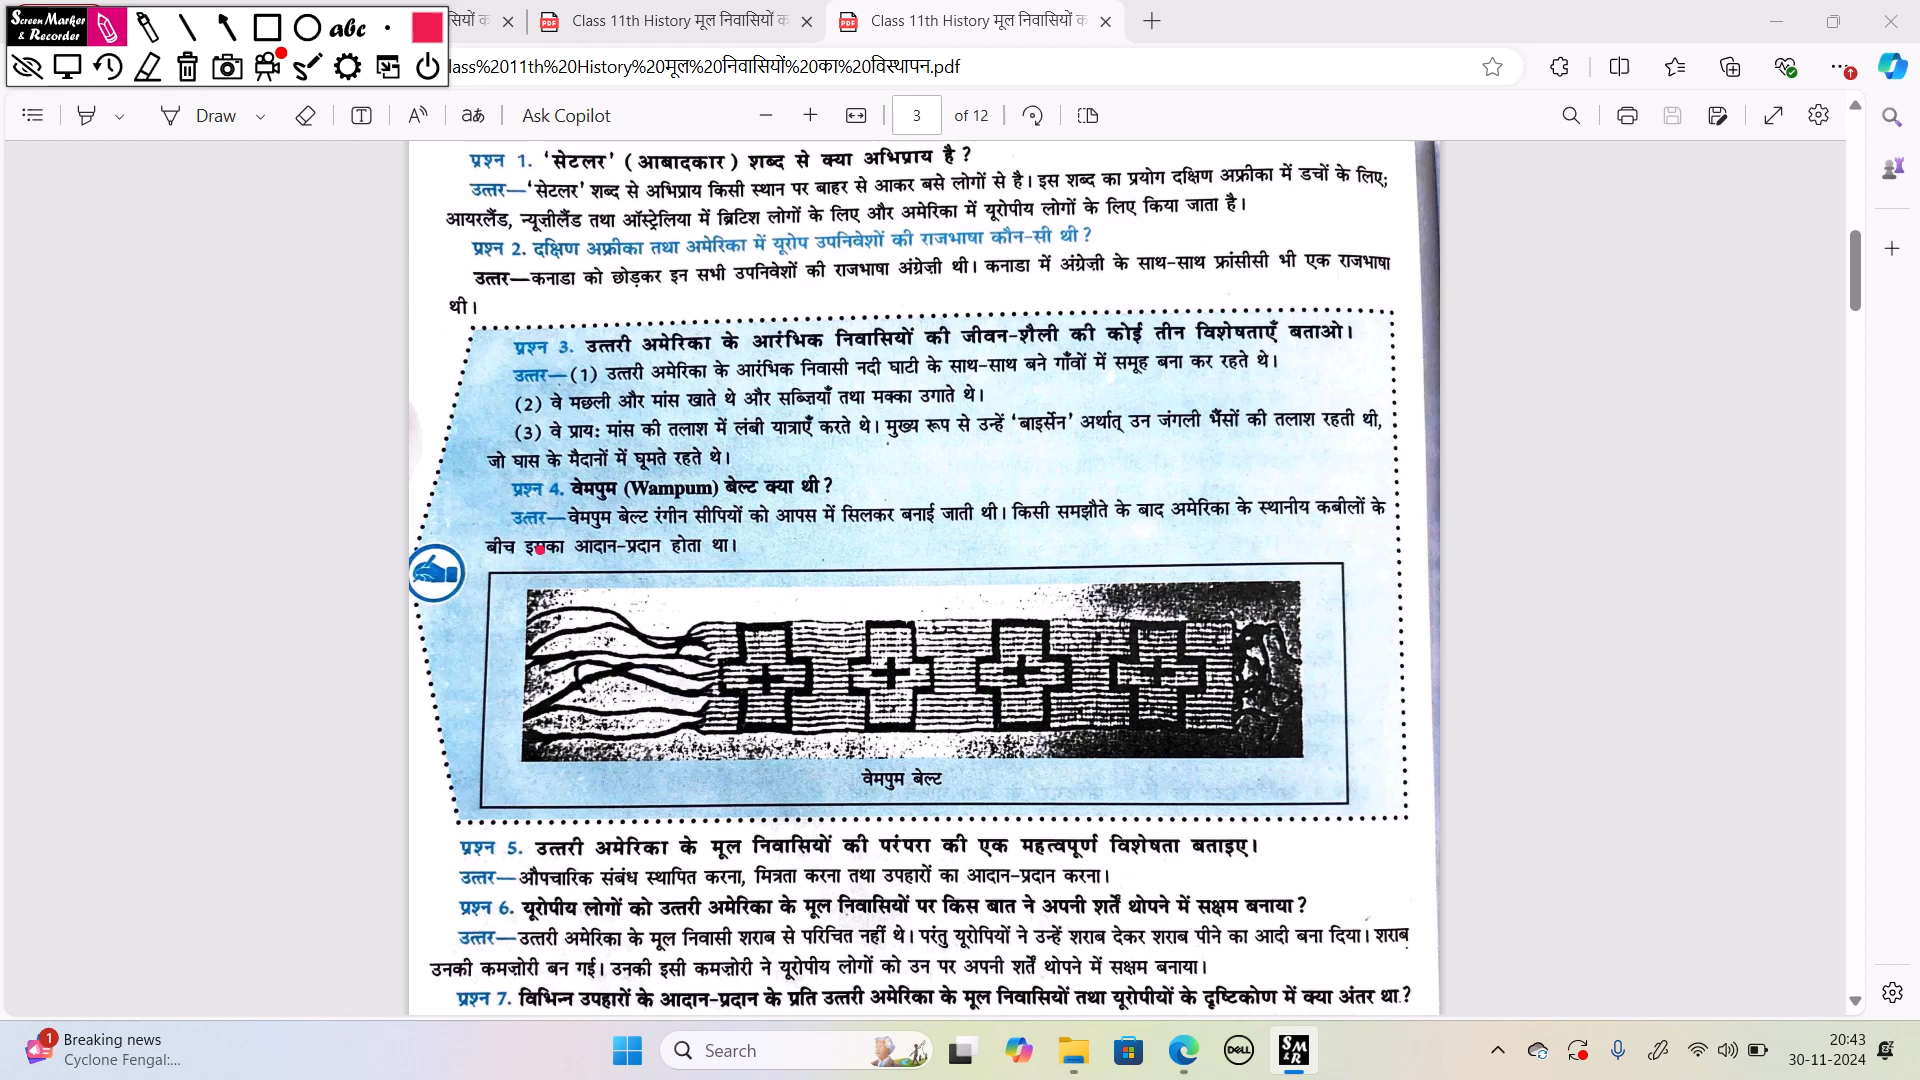 Screen Marker & Recorder
abc
सियों क
Class 11th History मूल निवासियों क
Class 11th History मूल निवासियों क
lass%2011th%20History%20मूल%20निवासियों%20का%20विस्थापन.pdf
Draw
aあ
Ask Copilot
3 of 12
प्रश्न 1. ‘सेटलर’ (आबादकार) शब्द से क्या अभिप्राय है?
उत्तर—‘सेटलर’ शब्द से अभिप्राय किसी स्थान पर बाहर से आकर बसे लोगों से है। इस शब्द का प्रयोग दक्षिण अफ्रीका में डचों के लिए;
आयरलैंड, न्यूज़ीलैंड तथा ऑस्ट्रेलिया में ब्रिटिश लोगों के लिए और अमेरिका में यूरोपीय लोगों के लिए किया जाता है।
प्रश्न 2. दक्षिण अफ्रीका तथा अमेरिका में यूरोप उपनिवेशों की राजभाषा कौन-सी थी?
उत्तर—कनाडा को छोड़कर इन सभी उपनिवेशों की राजभाषा अंग्रेज़ी थी। कनाडा में अंग्रेज़ी के साथ-साथ फ्रांसीसी भी एक राजभाषा
थी।
प्रश्न 3. उत्तरी अमेरिका के आरंभिक निवासियों की जीवन-शैली की कोई तीन विशेषताएँ बताओ।
उत्तर—(1) उत्तरी अमेरिका के आरंभिक निवासी नदी घाटी के साथ-साथ बने गाँवों में समूह बना कर रहते थे।
(2) वे मछली और मांस खाते थे और सब्ज़ियाँ तथा मक्का उगाते थे।
(3) वे प्राय: मांस की तलाश में लंबी यात्राएँ करते थे। मुख्य रूप से उन्हें ‘बाइसेंन’ अर्थात् उन जंगली भैंसों की तलाश रहती थी,
जो घास के मैदानों में घूमते रहते थे।
प्रश्न 4. वेमपुम (Wampum) बेल्ट क्या थी?
उत्तर—वेमपुम बेल्ट रंगीन सीपियों को आपस में सिलकर बनाई जाती थी। किसी समझौते के बाद अमेरिका के स्थानीय कबीलों के
बीच इसका आदान-प्रदान होता था।
वेमपुम बेल्ट
प्रश्न 5. उत्तरी अमेरिका के मूल निवासियों की परंपरा की एक महत्वपूर्ण विशेषता बताइए।
उत्तर—औपचारिक संबंध स्थापित करना, मित्रता करना तथा उपहारों का आदान-प्रदान करना।
प्रश्न 6. यूरोपीय लोगों को उत्तरी अमेरिका के मूल निवासियों पर किस बात ने अपनी शर्तें थोपने में सक्षम बनाया?
उत्तर—उत्तरी अमेरिका के मूल निवासी शराब से परिचित नहीं थे। परंतु यूरोपियों ने उन्हें शराब देकर शराब पीने का आदी बना दिया। शराब
उनकी कमज़ोरी बन गई। उनकी इसी कमज़ोरी ने यूरोपीय लोगों को उन पर अपनी शर्तें थोपने में सक्षम बनाया।
प्रश्न 7. विभिन्न उपहारों के आदान-प्रदान के प्रति उत्तरी अमेरिका के मूल निवासियों तथा यूरोपीयों के दृष्टिकोण में क्या अंतर था?
1
Breaking news
Cyclone Fengal:...
Search
DELL
SM&R
20:43
30-11-2024